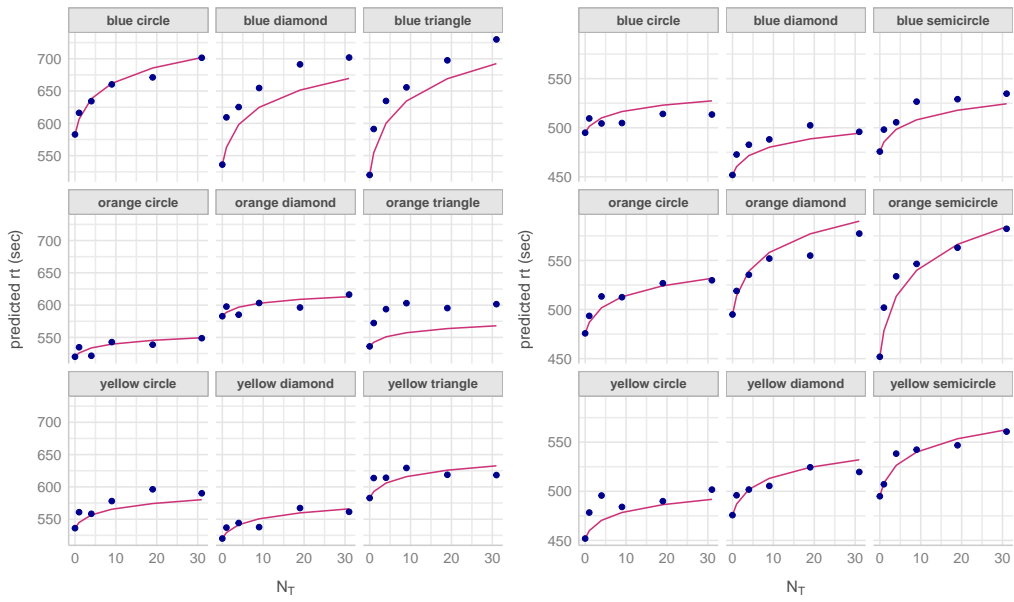 blue circle blue diamond blue triangle
700
650
600
550
orange circle orange diamond orange triangle
700
650
600
550
yellow circle yellow diamond yellow triangle
700
650
600
550
0 10 20 30 0 10 20 30 0 10 20 30
N_T
predicted rt (sec)
blue circle blue diamond blue semicircle
550
500
450
orange circle orange diamond orange semicircle
550
500
450
yellow circle yellow diamond yellow semicircle
550
500
450
0 10 20 30 0 10 20 30 0 10 20 30
N_T
predicted rt (sec)